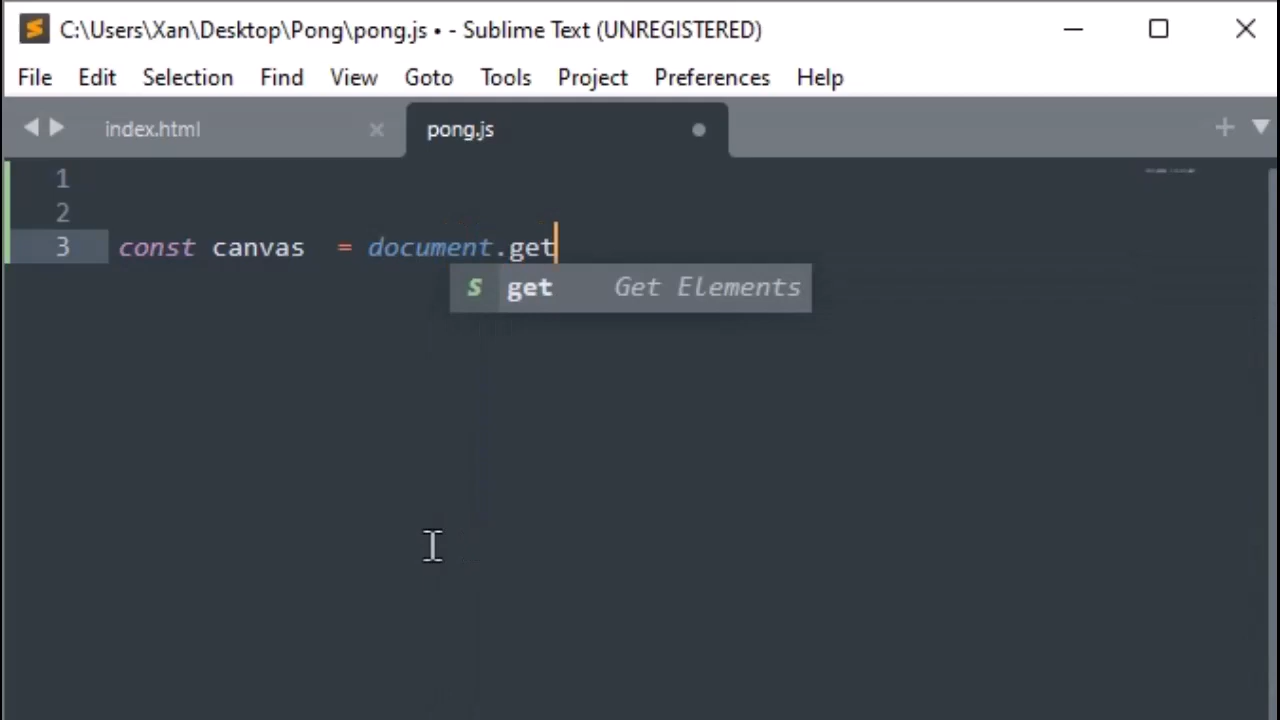 C:\Users\Xan\Desktop\Pong\pong.js • - Sublime Text (UNREGISTERED)
File Edit Selection Find View Goto Tools Project Preferences Help
index.html pong.js
1
2
3 const canvas  = document.get
S get Get Elements